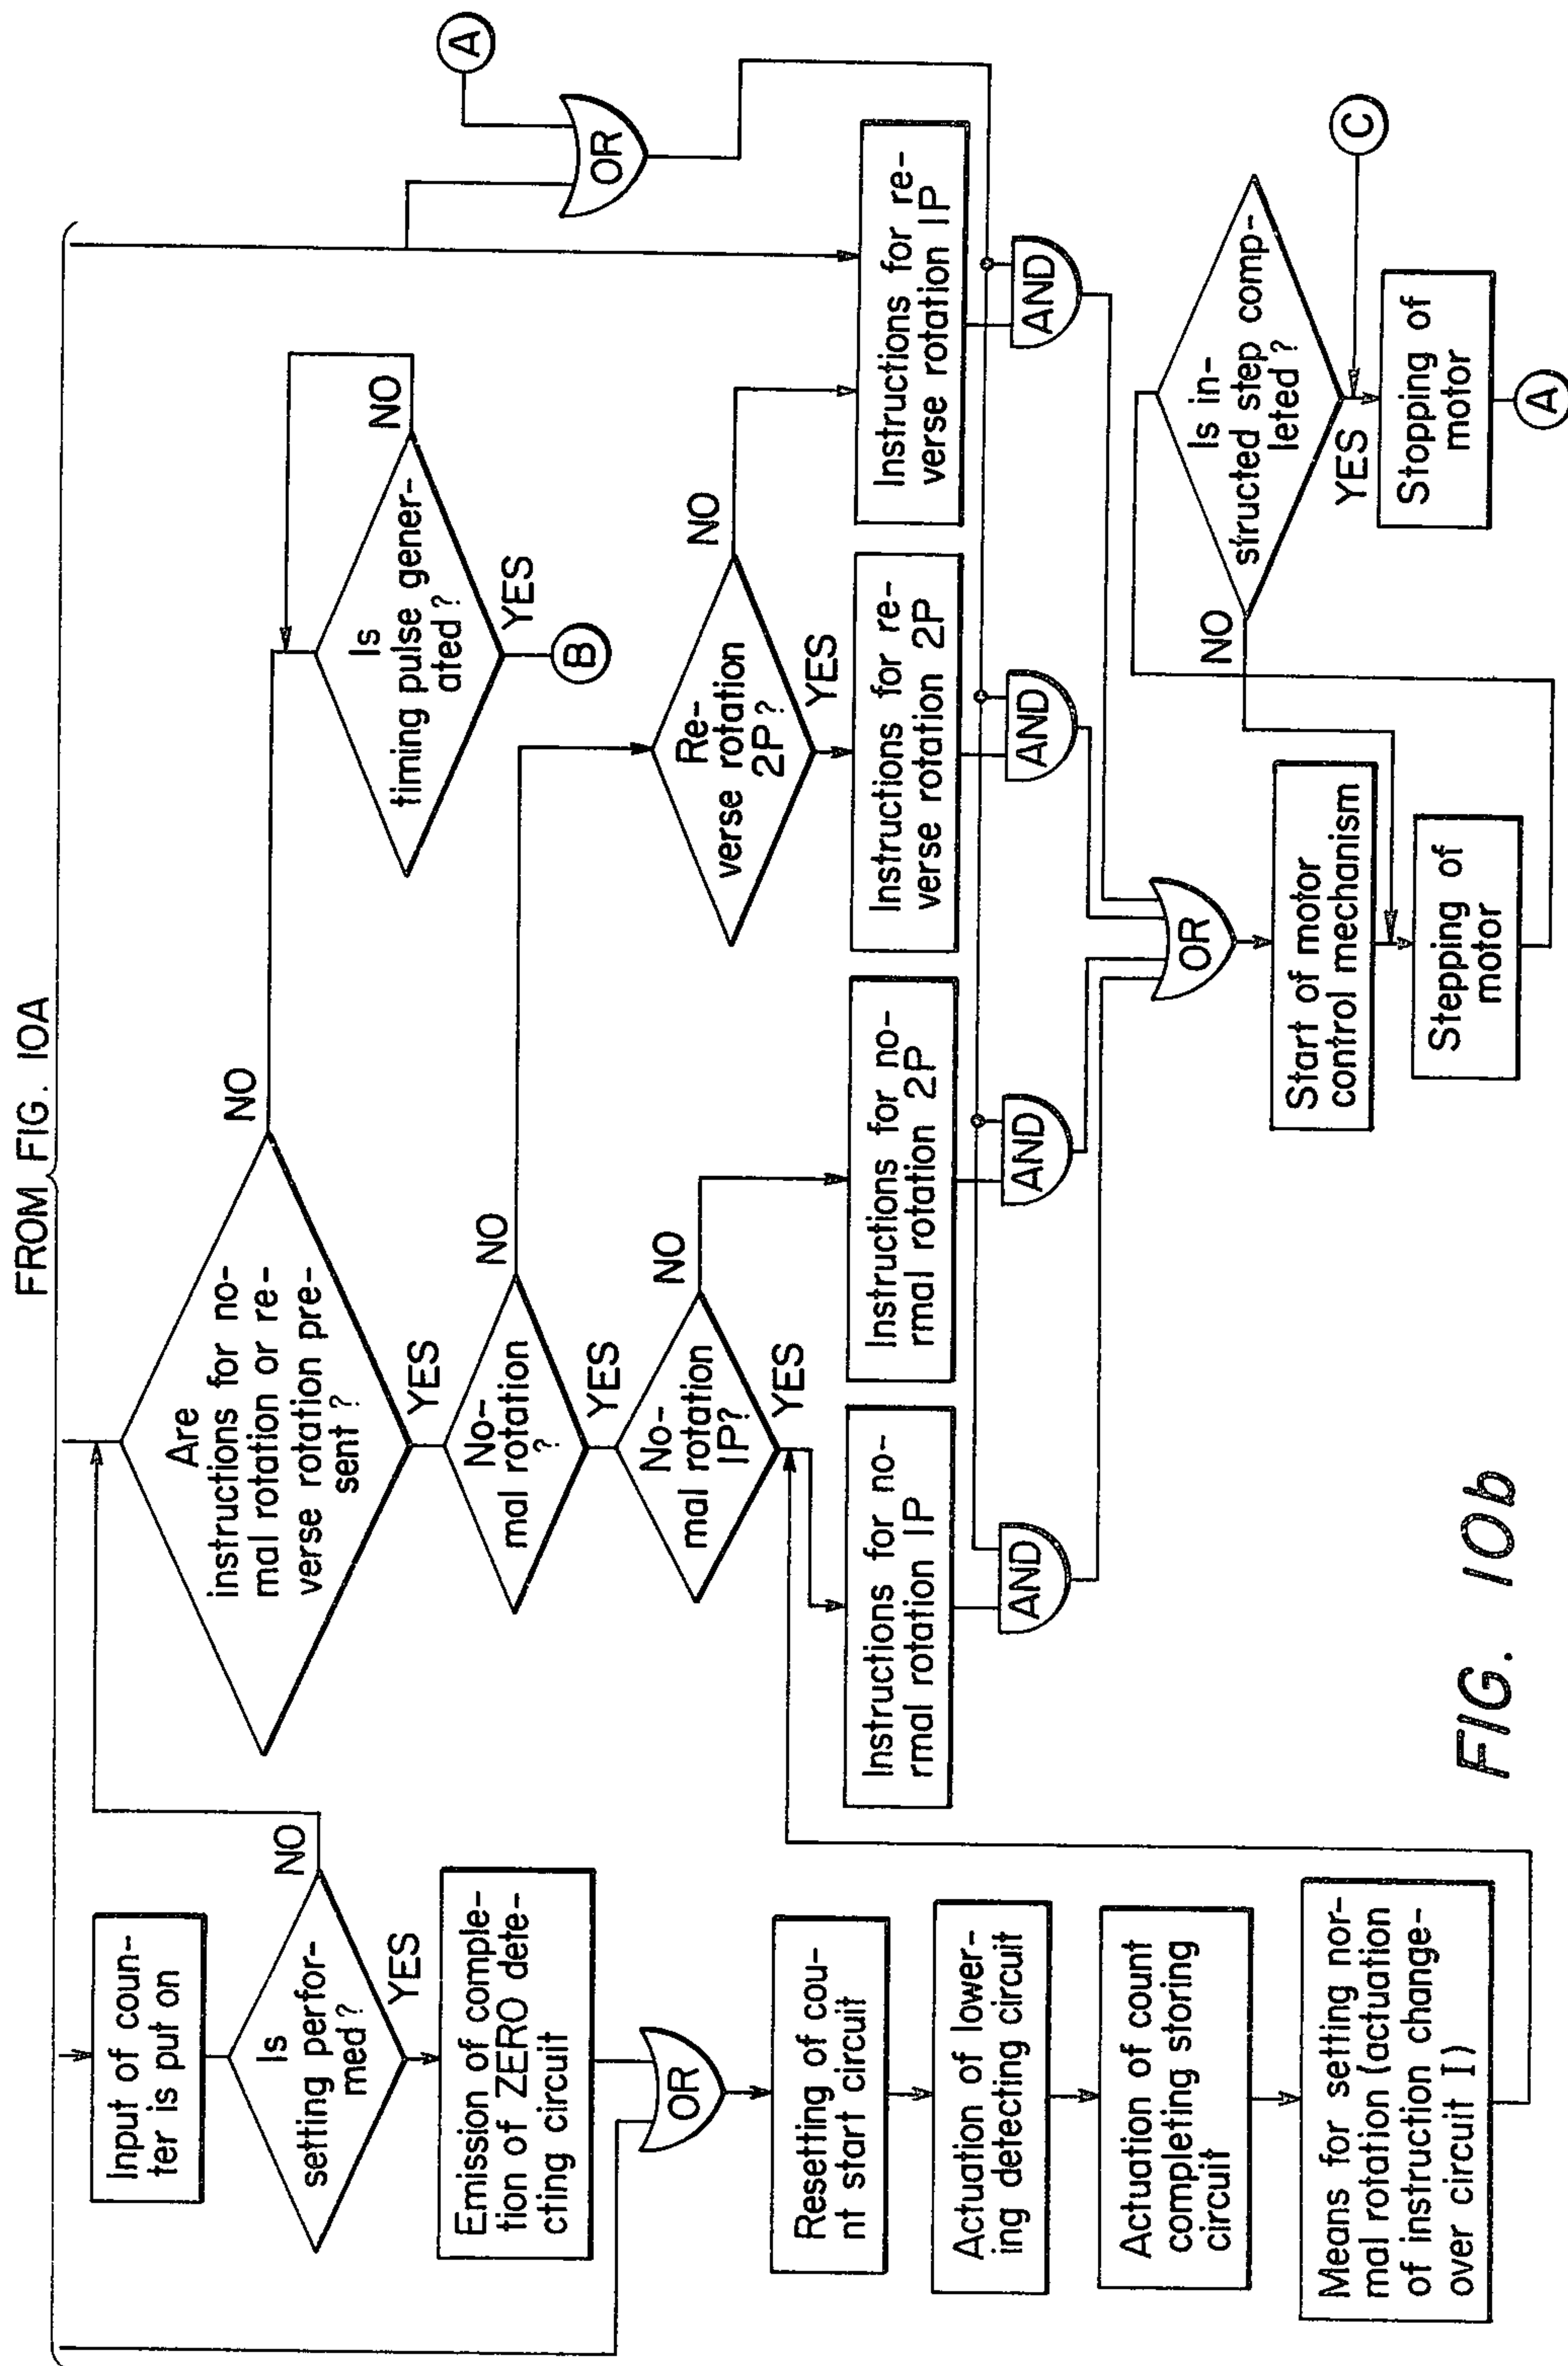 FROM FIG. 10A
Input of coun-
ter is put on
Is
setting perfor-
med?
NO
YES
Emission of comple-
tion of ZERO dete-
cting circuit
OR
Resetting of cou-
nt start circuit
Actuation of lower-
ing detecting circuit
Actuation of count
completing storing
circuit
Means for setting nor-
mal rotation (actuation
of instruction change-
over circuit I)
Are
instructions for no-
mal rotation or re-
verse rotation pre-
sent ?
NO
YES
No-
mal rotation
?
NO
YES
No-
mal rotation
1P?
NO
YES
Is
timing pulse gener-
ated?
NO
YES
B
Re-
verse rotation
2P?
NO
YES
Instructions for no-
rmal rotation 1P
Instructions for no-
rmal rotation 2P
Instructions for re-
verse rotation 2P
Instructions for re-
verse rotation 1P
OR
A
AND
AND
AND
AND
OR
Start of motor
control mechanism
Stepping of
motor
Is in-
structed step comp-
leted?
NO
YES
C
Stopping of
motor
A
FIG. 10b